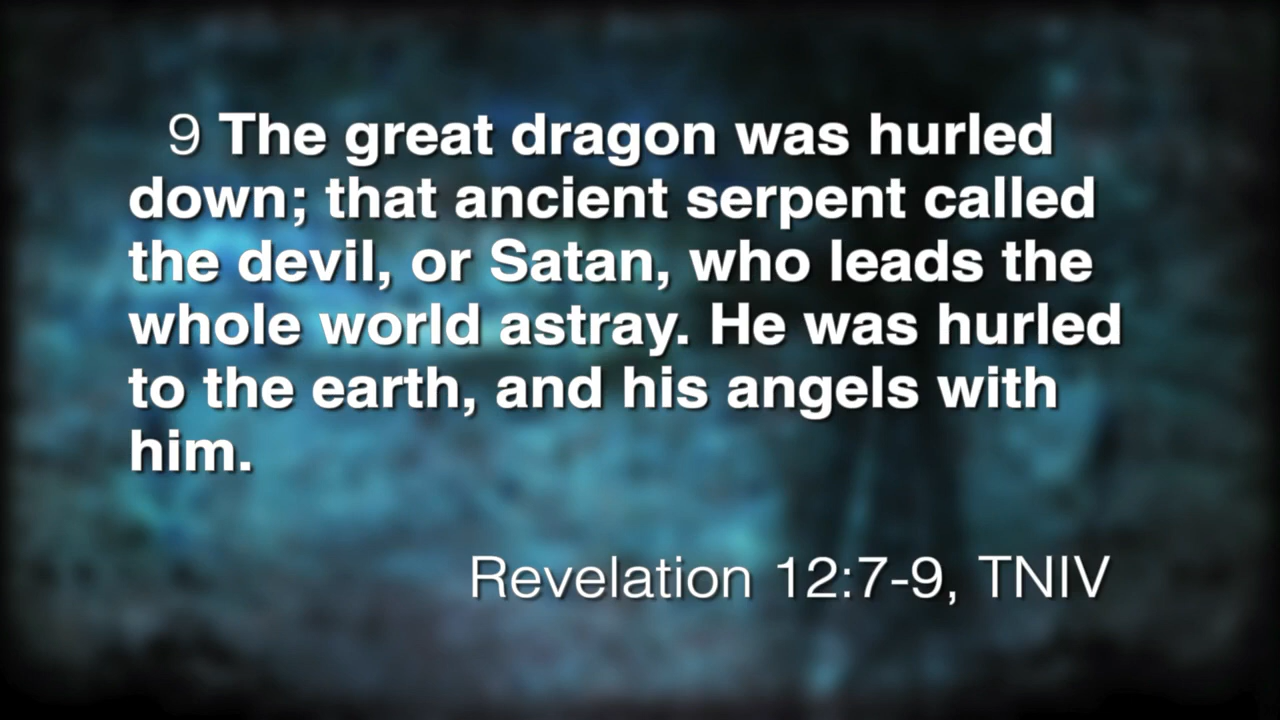 9 The great dragon was hurled
down; that ancient serpent called
the devil, or Satan, who leads the
whole world astray. He was hurled
to the earth, and his angels with
him.
Revelation 12:7-9, TNIV